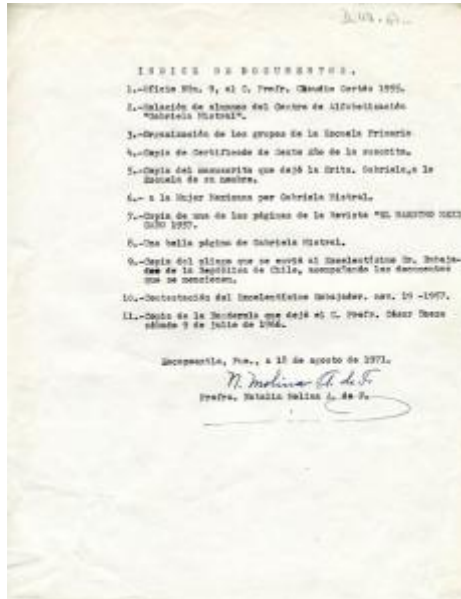 INDICE DE DOCUMENTOS.
1.-Oficio Núm. 9, al C. Profr. Claudio Cortés 1955.
2.-Relación de alumnos del Centro de Alfabetización
"Gabriela Mistral".
3.-Organización de los grupos de la Escuela Primaria
4.-Copia de Certificado de Sexto Año de la suscrita.
5.-Copia del manuscrito que dejó la Srita. Gabriela, a la
Escuela de su nombre.
6.- a la Mujer Mexicana por Gabriela Mistral.
7.-Copia de una de las páginas de la Revista "EL MAESTRO MEXI
CANO 1957.
8.-Una bella página de Gabriela Mistral.
9.-Copia del pliego que se envió al Excelentísimo Sr. Embaja-
dor de la República de Chile, acompañando los documentos
que se mencionan.
10.-Contestación del Excelentísimo Embajador. nov. 19 -1957.
11.-Copia de la que dejó el C. Profr. César
sábado 9 de julio de 1966.
Zacapoaxtla, Pue., a 18 de agosto de 1971.
N. Molina A. de F.
Profra. Natalia Molina A. de F.